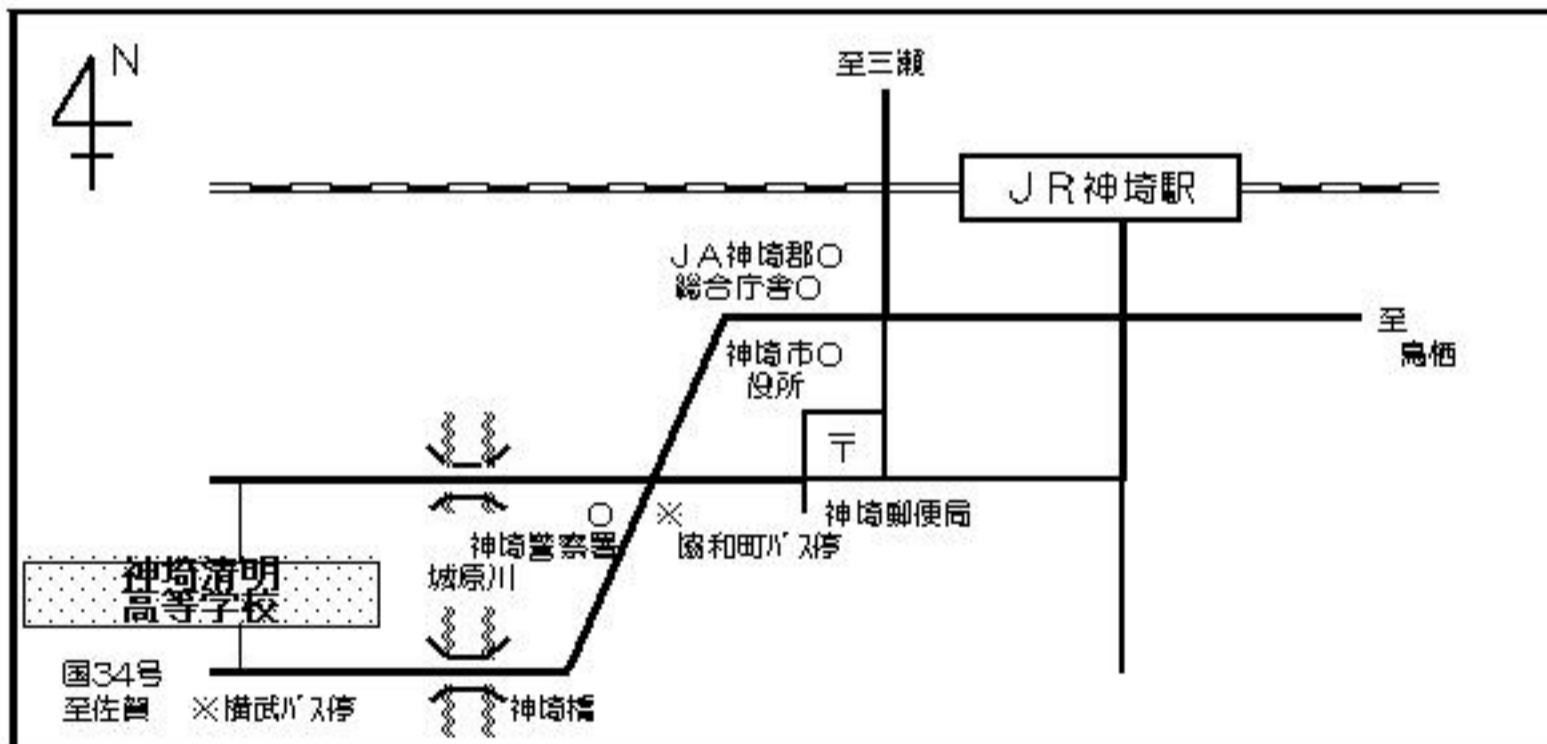 N
至三瀬
ＪＲ神埼駅
ＪＡ神埼郡○
総合庁舎○
至
鳥栖
神埼市○
役所
〒
○
※
神埼郵便局
神埼警察署
協和町バス停
城原川
神埼清明
高等学校
国34号
至佐賀
※横武バス停
神埼橋